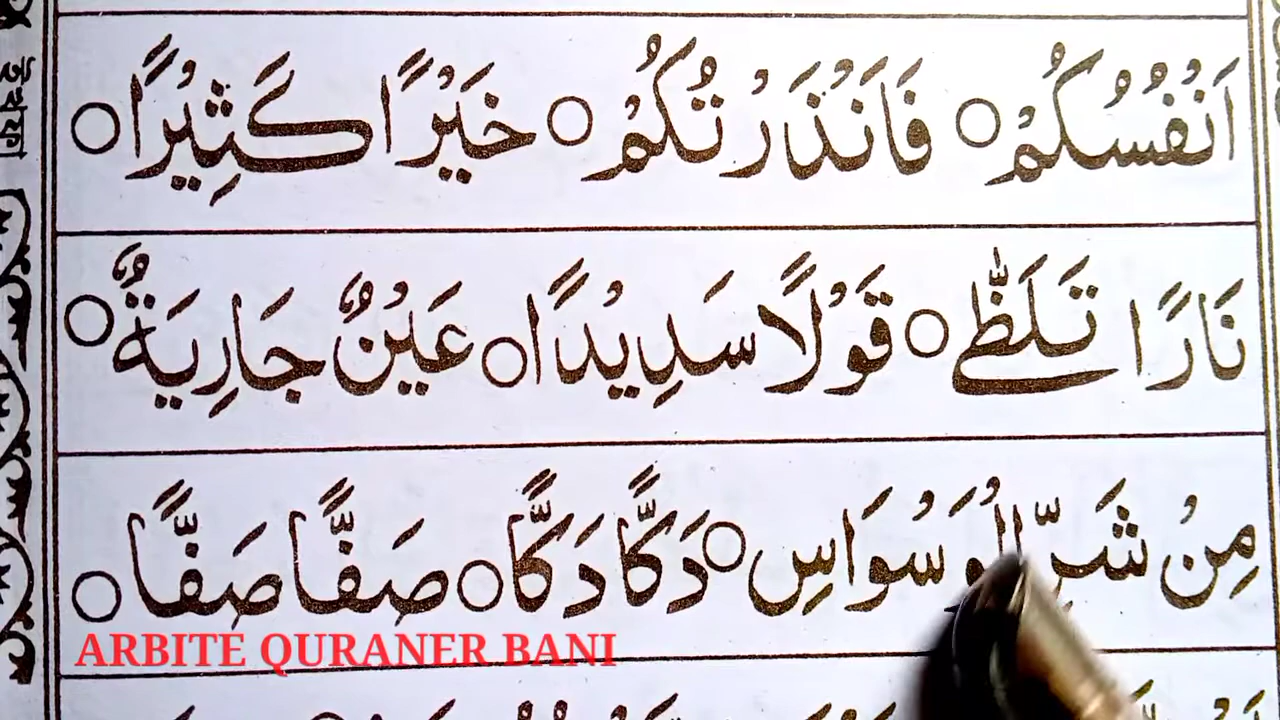 اَنْفُسُكُمْ ○ فَاَنْذَرْتُكُمْ ○ خَيْرًا كَثِيْرًا ○
نَارًا تَلَظّٰى ○ قَوْلًا سَدِيْدًا ○ عَيْنٌ جَارِيَةٌ ○
مِنْ شَرِّ الْوَسْوَاسِ ○ دَكًّا دَكًّا ○ صَفًّا صَفًّا ○
ARBITE QURANER BANI